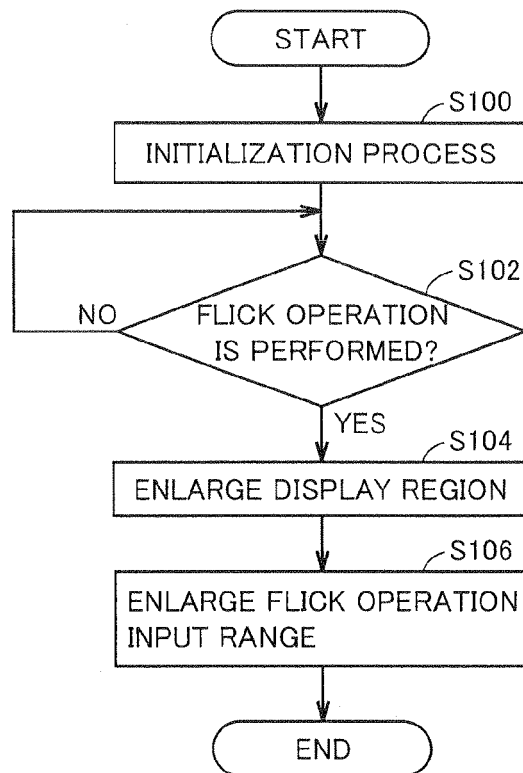 START
S100
INITIALIZATION PROCESS
S102
NO
FLICK OPERATION
IS PERFORMED?
YES
S104
ENLARGE DISPLAY REGION
S106
ENLARGE FLICK OPERATION
INPUT RANGE
END